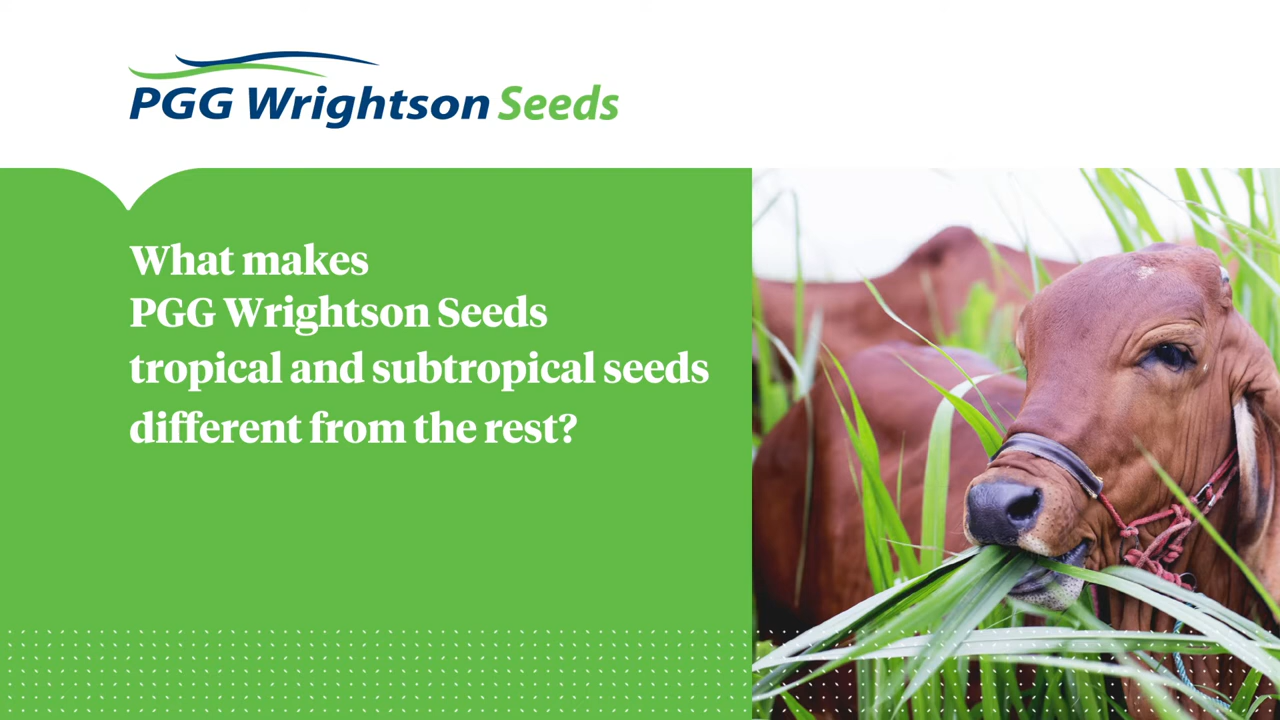 PGG Wrightson Seeds
What makes
PGG Wrightson Seeds
tropical and subtropical seeds
different from the rest?